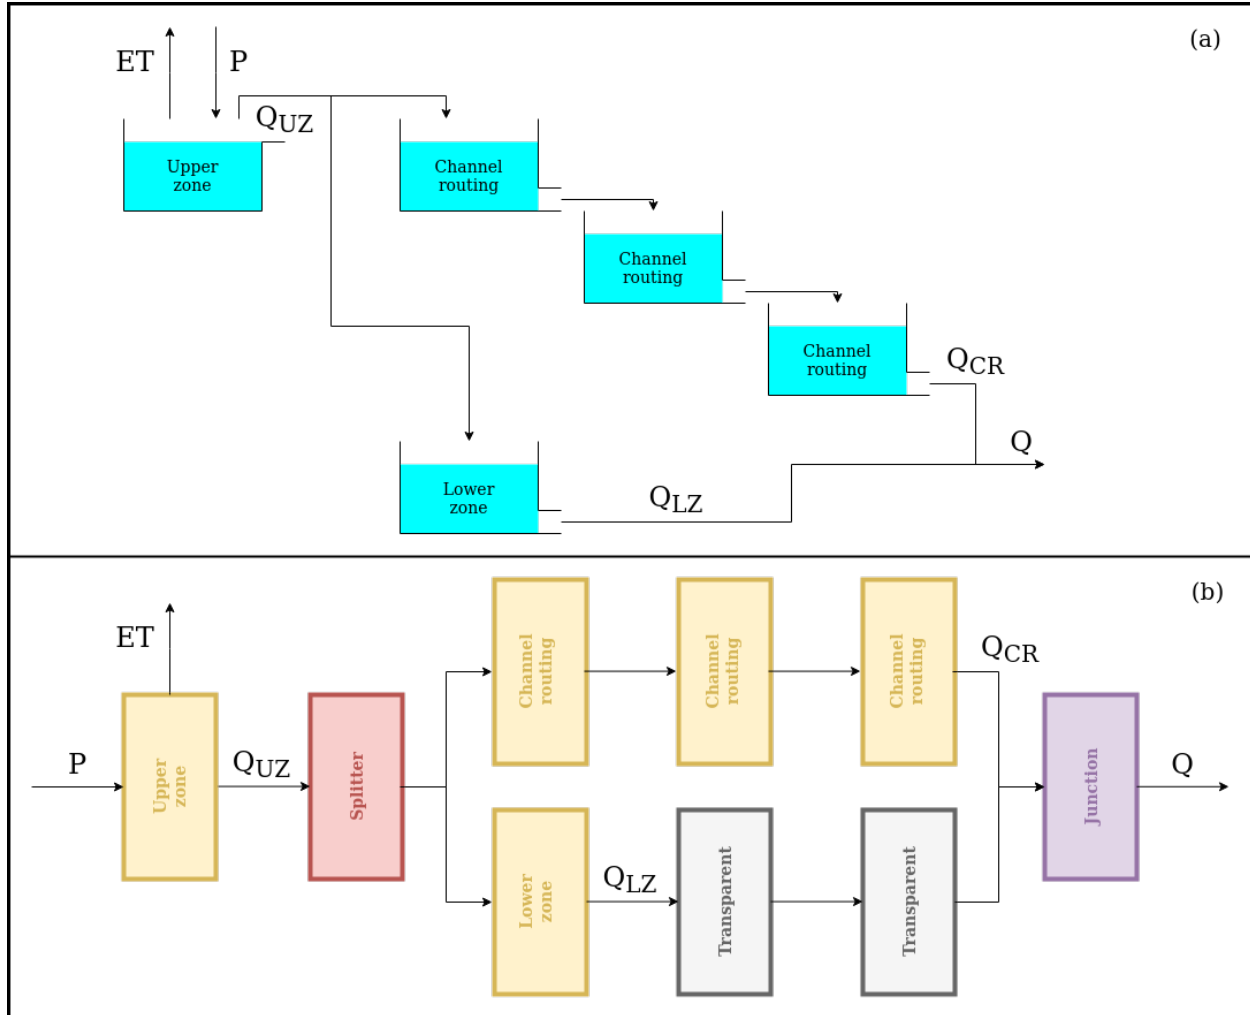 (a)
ET
P
QUZ
Upper
zone
Channel
routing
Channel
routing
Channel
routing
QCR
Q
Lower
zone
QLZ
(b)
ET
P
Upper
zone
QUZ
Splitter
Channel
routing
Channel
routing
Channel
routing
QCR
Lower
zone
QLZ
Transparent
Transparent
Junction
Q